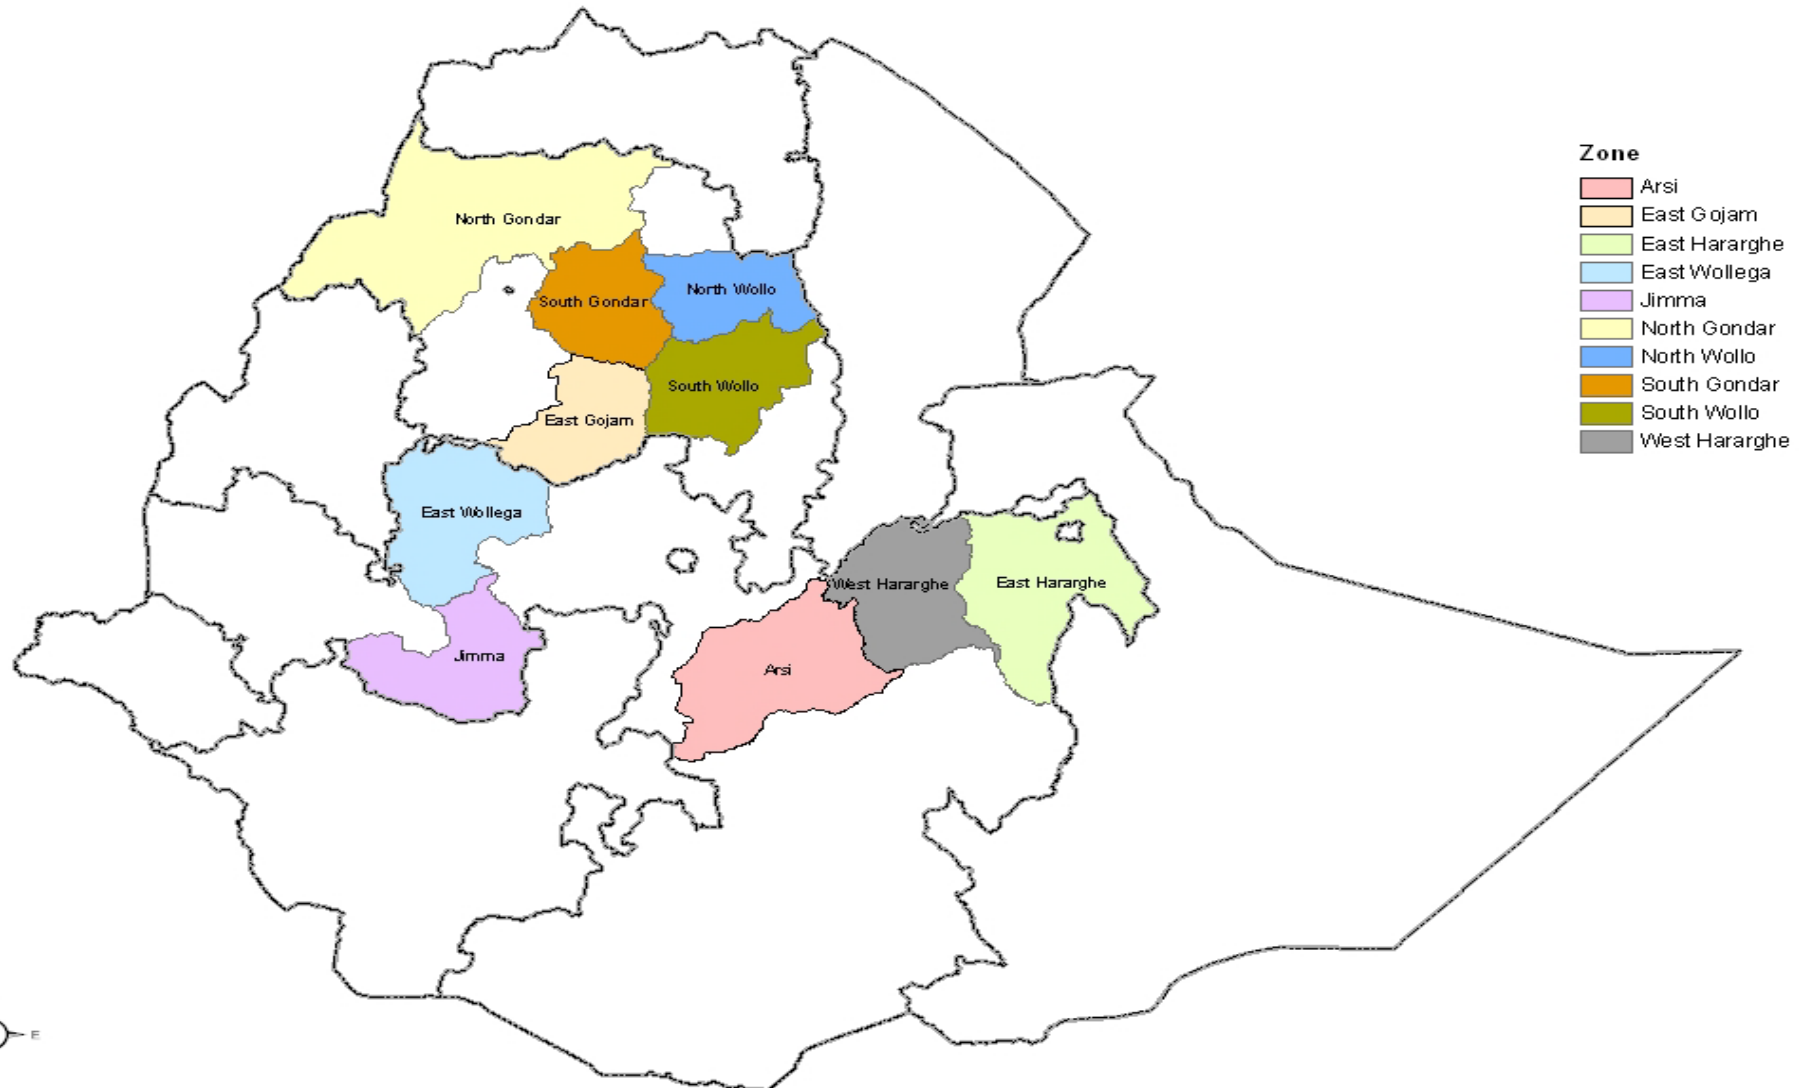 North Gondar
South Gondar
North Wollo
South Wollo
East Gojam
East Wollega
West Hararghe
East Hararghe
Jimma
Arsi
Zone
Arsi
East Gojam
East Hararghe
East Wollega
Jimma
North Gondar
North Wollo
South Gondar
South Wollo
West Hararghe
E